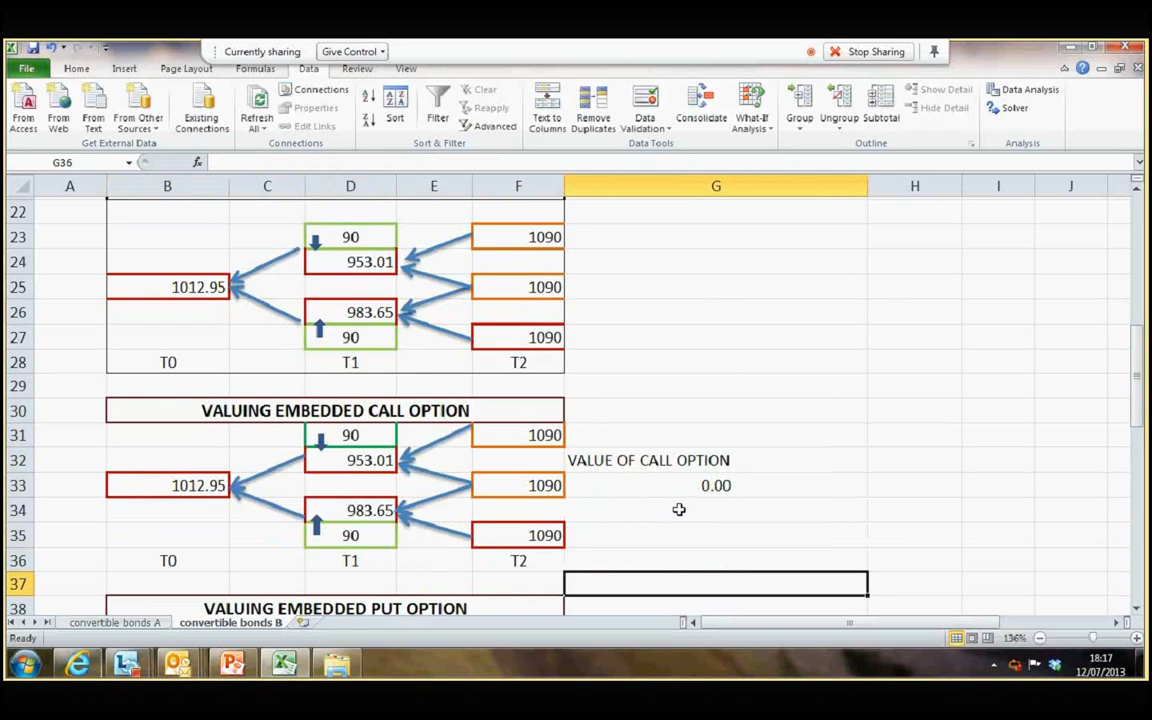 Currently sharing Give Control Stop Sharing
File Home Insert Page Layout Formulas Data Review View
From Access
From Web
From Text
From Other Sources
Existing Connections
Refresh All
Connections
Properties
Edit Links
Sort
Filter
Clear
Reapply
Advanced
Text to Columns
Remove Duplicates
Data Validation
Consolidate
What-If Analysis
Group
Ungroup
Subtotal
Show Detail
Hide Detail
Data Analysis
Solver
Get External Data Connections Sort & Filter Data Tools Outline Analysis
G36 fx
A B C D E F G H I J
22
23 90 1090
24 953.01
25 1012.95 1090
26 983.65
27 90 1090
28 T0 T1 T2
29
30 VALUING EMBEDDED CALL OPTION
31 90 1090
32 953.01 VALUE OF CALL OPTION
33 1012.95 1090 0.00
34 983.65
35 90 1090
36 T0 T1 T2
37
38 VALUING EMBEDDED PUT OPTION
convertible bonds A convertible bonds B
Ready 136%
18:17
12/07/2013